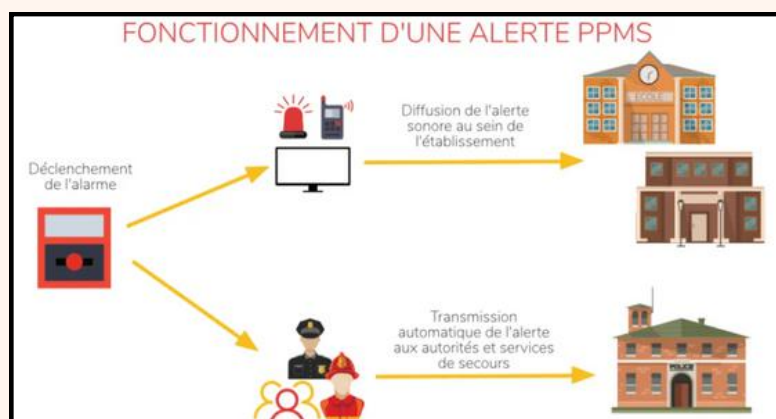 FONCTIONNEMENT D'UNE ALERTE PPMS
Déclenchement
de l'alarme
Diffusion de l'alerte
sonore au sein de
l'établissement
ECOLE
Transmission
automatique de l'alerte
aux autorités et services
de secours
POLICE